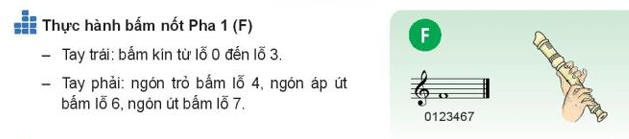 Thực hành bấm nốt Pha 1 (F)
– Tay trái: bấm kín từ lỗ 0 đến lỗ 3.
– Tay phải: ngón trỏ bấm lỗ 4, ngón áp út
bấm lỗ 6, ngón út bấm lỗ 7.
F
0123467